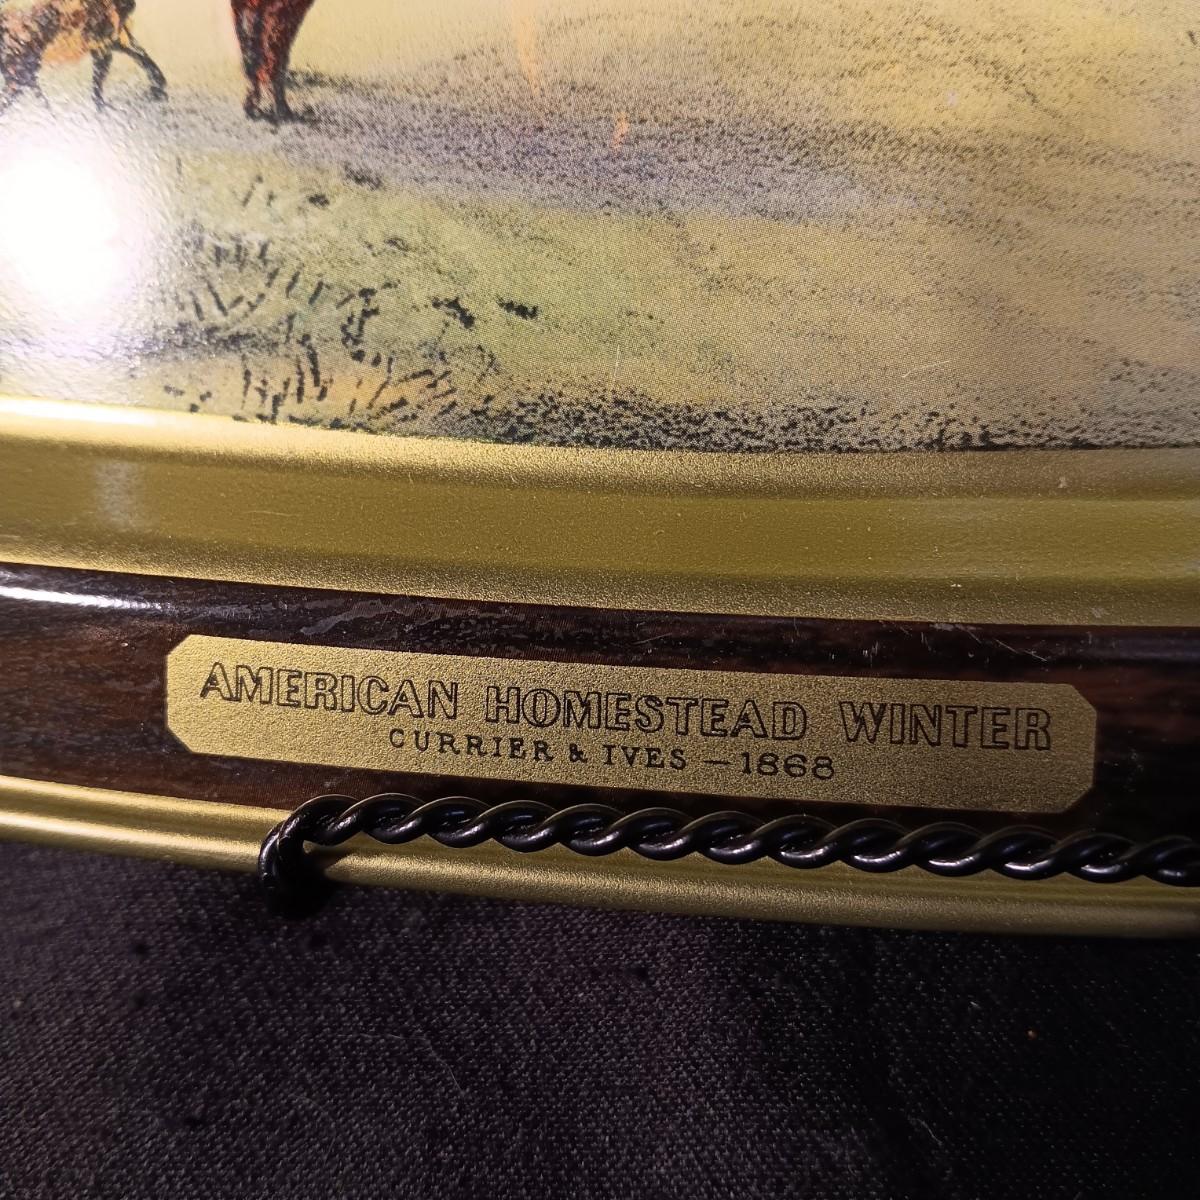 AMERICAN HOMESTEAD WINTER
CURRIER & IVES — 1868